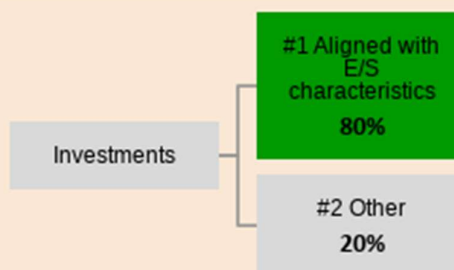 #1 Aligned with
E/S
characteristics
80%
Investments
#2 Other
20%